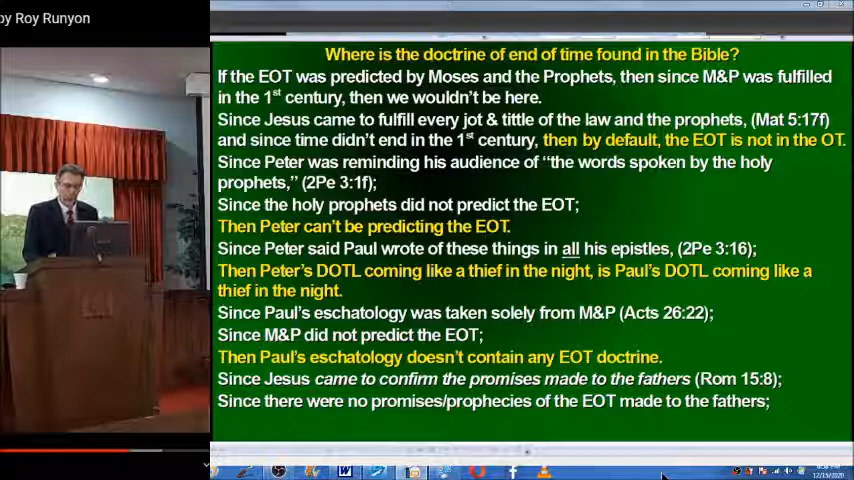 by Roy Runyon
Where is the doctrine of end of time found in the Bible?
If the EOT was predicted by Moses and the Prophets, then since M&P was fulfilled
in the 1st century, then we wouldn't be here.
Since Jesus came to fulfill every jot & tittle of the law and the prophets, (Mat 5:17f)
and since time didn't end in the 1st century, then by default, the EOT is not in the OT.
Since Peter was reminding his audience of “the words spoken by the holy
prophets,” (2Pe 3:1f);
Since the holy prophets did not predict the EOT;
Then Peter can't be predicting the EOT.
Since Peter said Paul wrote of these things in all his epistles, (2Pe 3:16);
Then Peter's DOTL coming like a thief in the night, is Paul's DOTL coming like a
thief in the night.
Since Paul's eschatology was taken solely from M&P (Acts 26:22);
Since M&P did not predict the EOT;
Then Paul's eschatology doesn't contain any EOT doctrine.
Since Jesus came to confirm the promises made to the fathers (Rom 15:8);
Since there were no promises/prophecies of the EOT made to the fathers;